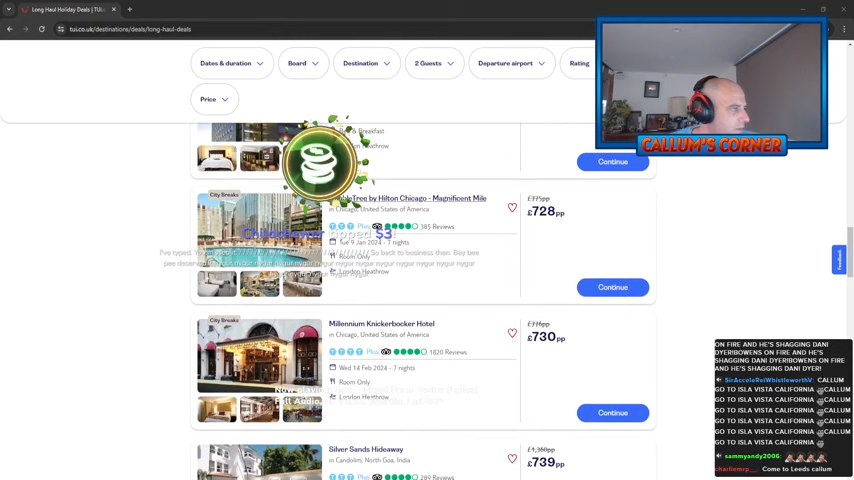 Long Haul Holiday Deals | TUI.c
tui.co.uk/destinations/deals/long-haul-deals
Dates & duration
Board
Destination
2 Guests
Departure airport
Rating
Price
& Breakfast
Heathrow
Continue
CALLUM'S CORNER
City Breaks
by Hilton Chicago - Magnificent Mile
in Chicago, United States of America
Plus
385 Reviews
Tue 9 Jan 2024 - 7 nights
Room Only
London Heathrow
£775pp
£728pp
Continue
tipped $3!
Feedback
City Breaks
Millennium Knickerbocker Hotel
in Chicago, United States of America
Plus
1820 Reviews
Wed 14 Feb 2024 - 7 nights
Room Only
London Heathrow
£776pp
£730pp
Continue
Now playing
Full Audio,
Silver Sands Hideaway
in Candolim, North Goa, India
Plus
289 Reviews
£1,360pp
£739pp
ON FIRE AND HE'S SHAGGING DANI
DYER!BOWENS ON FIRE AND HE'S
SHAGGING DANI DYER!BOWENS ON
FIRE AND HE'S SHAGGING DANI DYER!
CALLUM
GO TO ISLA VISTA CALIFORNIA CALLUM
GO TO ISLA VISTA CALIFORNIA CALLUM
GO TO ISLA VISTA CALIFORNIA CALLUM
GO TO ISLA VISTA CALIFORNIA CALLUM
GO TO ISLA VISTA CALIFORNIA CALLUM
GO TO ISLA VISTA CALIFORNIA
sammyandy2006:
charliemrp__: Come to Leeds callum